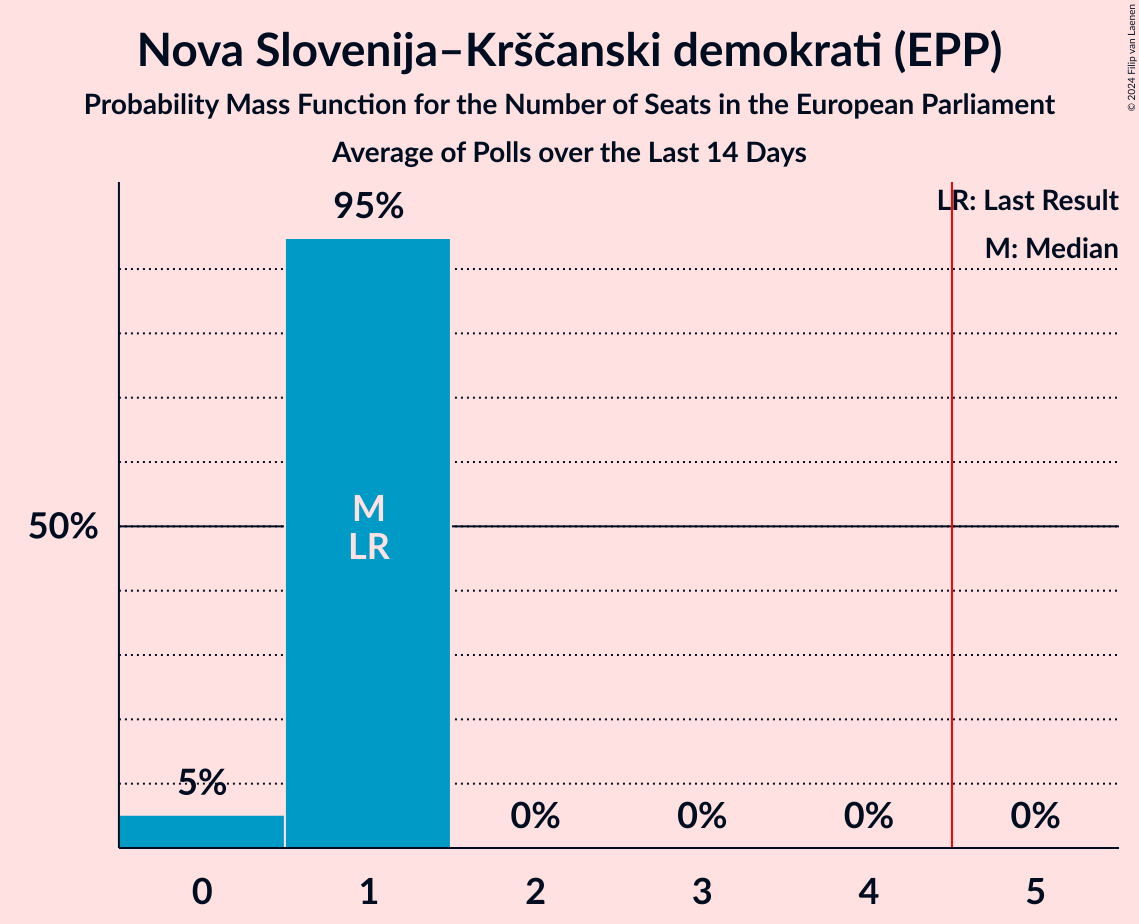 Nova Slovenija–Krščanski demokrati (EPP)
Probability Mass Function for the Number of Seats in the European Parliament
Average of Polls over the Last 14 Days
© 2024 Filip van Laenen
LR: Last Result
M: Median
95%
50%
M
LR
5%
0%
0%
0%
0%
0
1
2
3
4
5